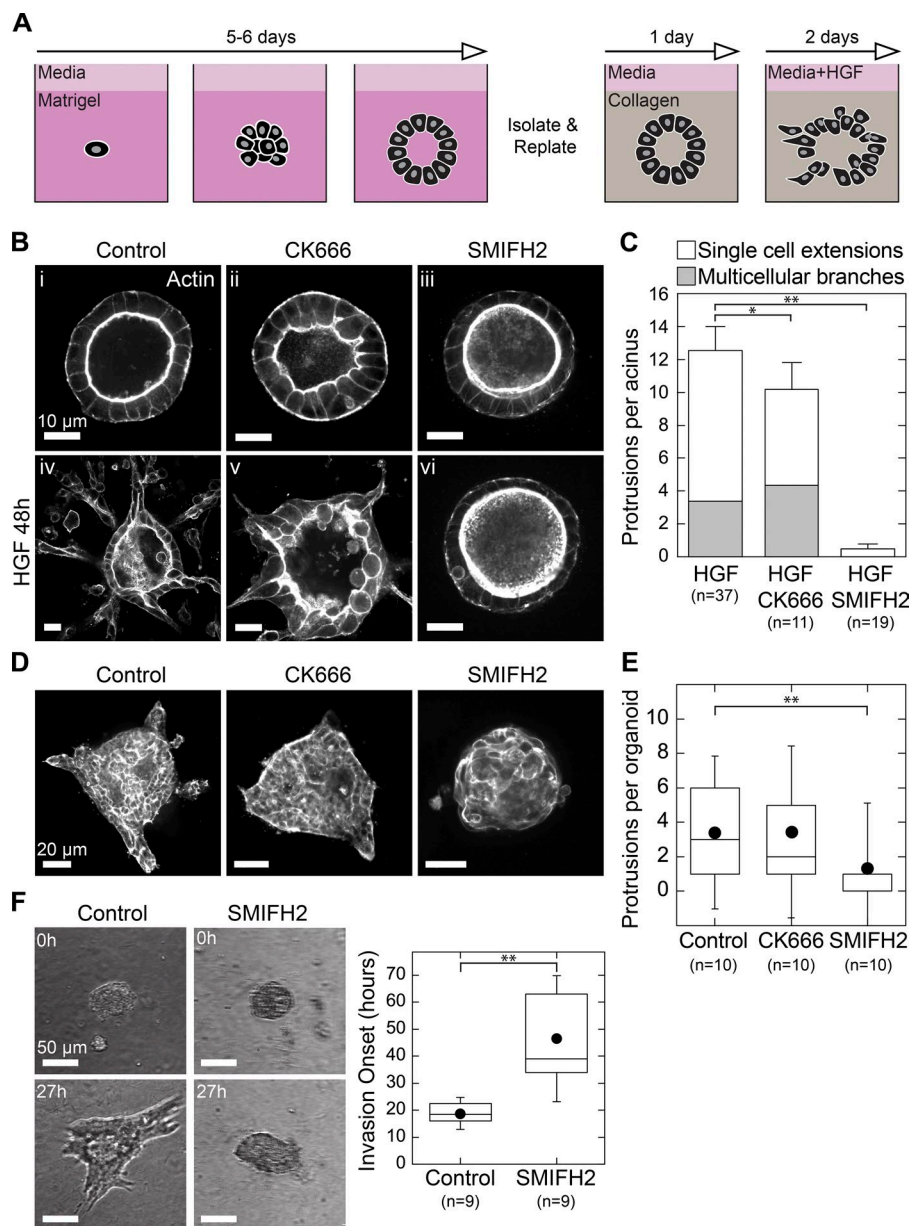 A
5-6 days
1 day
2 days
Media
Matrigel
Isolate &
Replate
Media
Collagen
Media+HGF
B
Control
CK666
SMIFH2
i
Actin
ii
iii
10 µm
HGF 48h
iv
v
vi
C
Single cell extensions
Multicellular branches
Protrusions per acinus
16
14
12
10
8
6
4
2
0
**
*
HGF
(n=37)
HGF
CK666
(n=11)
HGF
SMIFH2
(n=19)
D
Control
CK666
SMIFH2
20 µm
E
Protrusions per organoid
10
8
6
4
2
0
**
Control
(n=10)
CK666
(n=10)
SMIFH2
(n=10)
F
Control
SMIFH2
0h
0h
50 µm
27h
27h
Invasion Onset (hours)
70
60
50
40
30
20
10
0
**
Control
(n=9)
SMIFH2
(n=9)